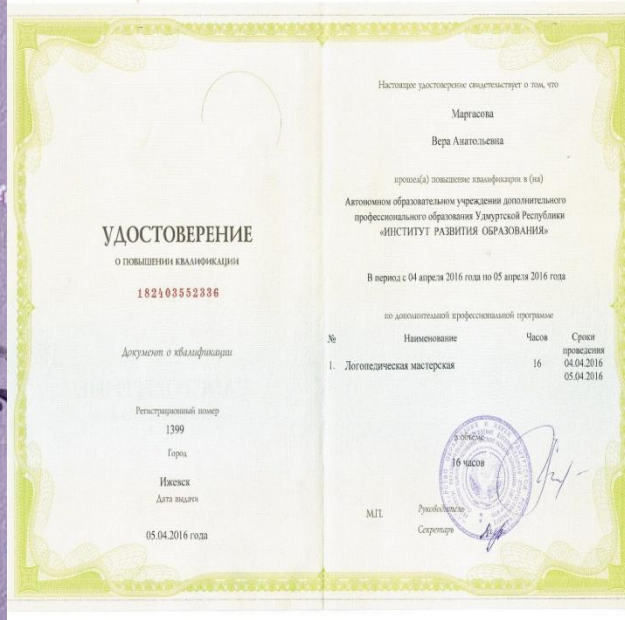 УДОСТОВЕРЕНИЕ
О ПОВЫШЕНИИ КВАЛИФИКАЦИИ
182403552336
Документ о квалификации
Регистрационный номер
1399
Город
Ижевск
Дата выдачи
05.04.2016 года
Настоящее удостоверение свидетельствует о том, что
Маргасова
Вера Анатольевна
прошел(а) повышение квалификации в (на)
Автономном образовательном учреждении дополнительного
профессионального образования Удмуртской Республики
«ИНСТИТУТ РАЗВИТИЯ ОБРАЗОВАНИЯ»
В период с 04 апреля 2016 года по 05 апреля 2016 года
по дополнительной профессиональной программе
№ Наименование Часов Сроки
проведения
1. Логопедическая мастерская 16 04.04.2016
05.04.2016
в объеме
16 часов
М.П. Руководитель
Секретарь